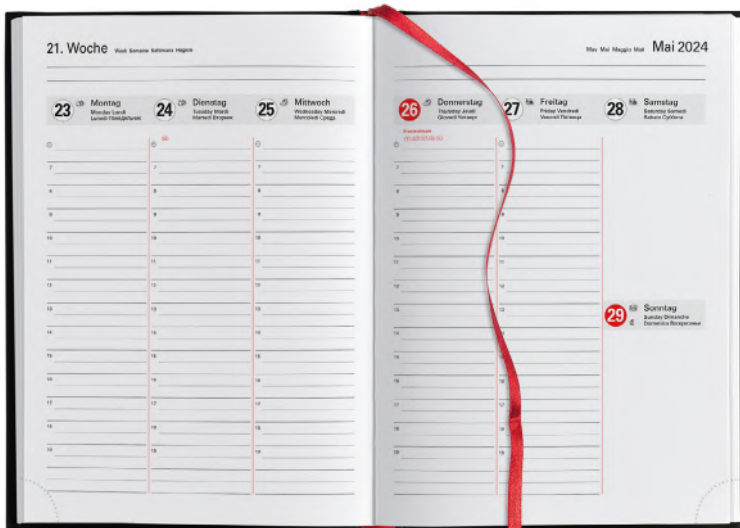 21. Woche Week Semaine Settimana
May Mai Maggio Май Mai 2024
23 Montag
Monday Lundi
Lunedì Понедельник
24 Dienstag
Tuesday Mardi
Martedì Вторник
25 Mittwoch
Wednesday Mercredi
Mercoledì Среда
26 Donnerstag
Thursday Jeudi
Giovedì Четверг
27 Freitag
Friday Vendredi
Venerdì Пятница
28 Samstag
Saturday Samedi
Sabato Суббота
29 Sonntag
Sunday Dimanche
Domenica Воскресенье
7
8
9
10
11
12
13
14
15
16
17
18
19